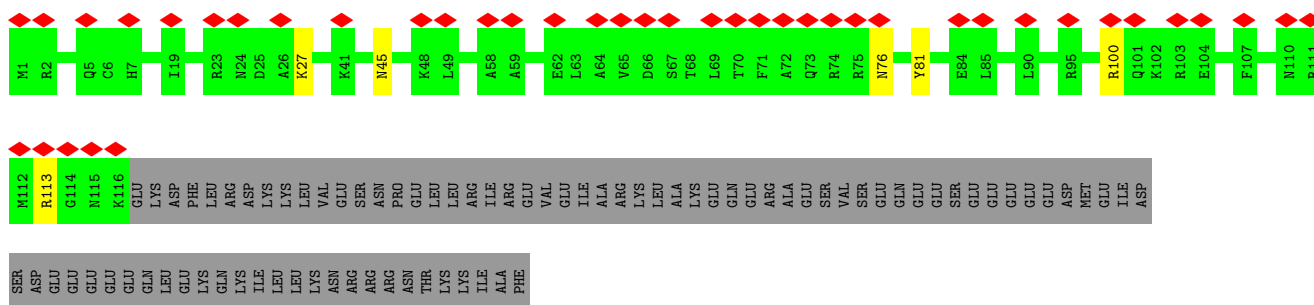 M1 R2 Q5 C6 H7 I19 R23 N24 D25 A26 K27 K41 N45 K48 L49 A58 A59 E62 L63 A64 V65 D66 S67 T68 L69 T70 F71 A72 Q73 R74 R75 N76 Y81 E84 L85 L90 R95 R100 Q101 K102 R103 E104 F107 N110 R111
M112 R113 G114 N115 K116 GLU LYS ASP PHE LEU ARG ASP LYS LYS LEU VAL GLU SER ASN PRO GLU LEU LEU ARG ILE ARG GLU VAL GLU ILE ALA ARG LYS LEU ALA LYS GLU GLN GLU ARG ALA GLU SER VAL SER GLU GLN GLU GLU SER GLU GLU GLU GLU GLU ASP MET GLU ILE ASP
SER ASP GLU GLU GLU GLU GLU GLN LEU GLU LYS GLN LYS ILE LEU LEU LYS ASN ARG ARG ARG ASN THR LYS LYS ILE ALA PHE